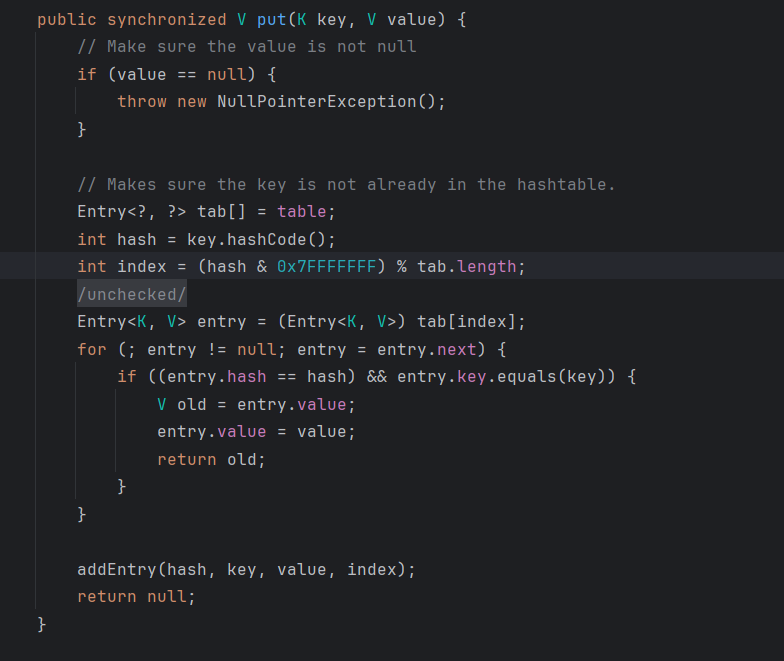 public synchronized V put(K key, V value) {
    // Make sure the value is not null
    if (value == null) {
        throw new NullPointerException();
    }

    // Makes sure the key is not already in the hashtable.
    Entry<?, ?> tab[] = table;
    int hash = key.hashCode();
    int index = (hash & 0x7FFFFFFF) % tab.length;
    /unchecked/
    Entry<K, V> entry = (Entry<K, V>) tab[index];
    for (; entry != null; entry = entry.next) {
        if ((entry.hash == hash) && entry.key.equals(key)) {
            V old = entry.value;
            entry.value = value;
            return old;
        }
    }

    addEntry(hash, key, value, index);
    return null;
}